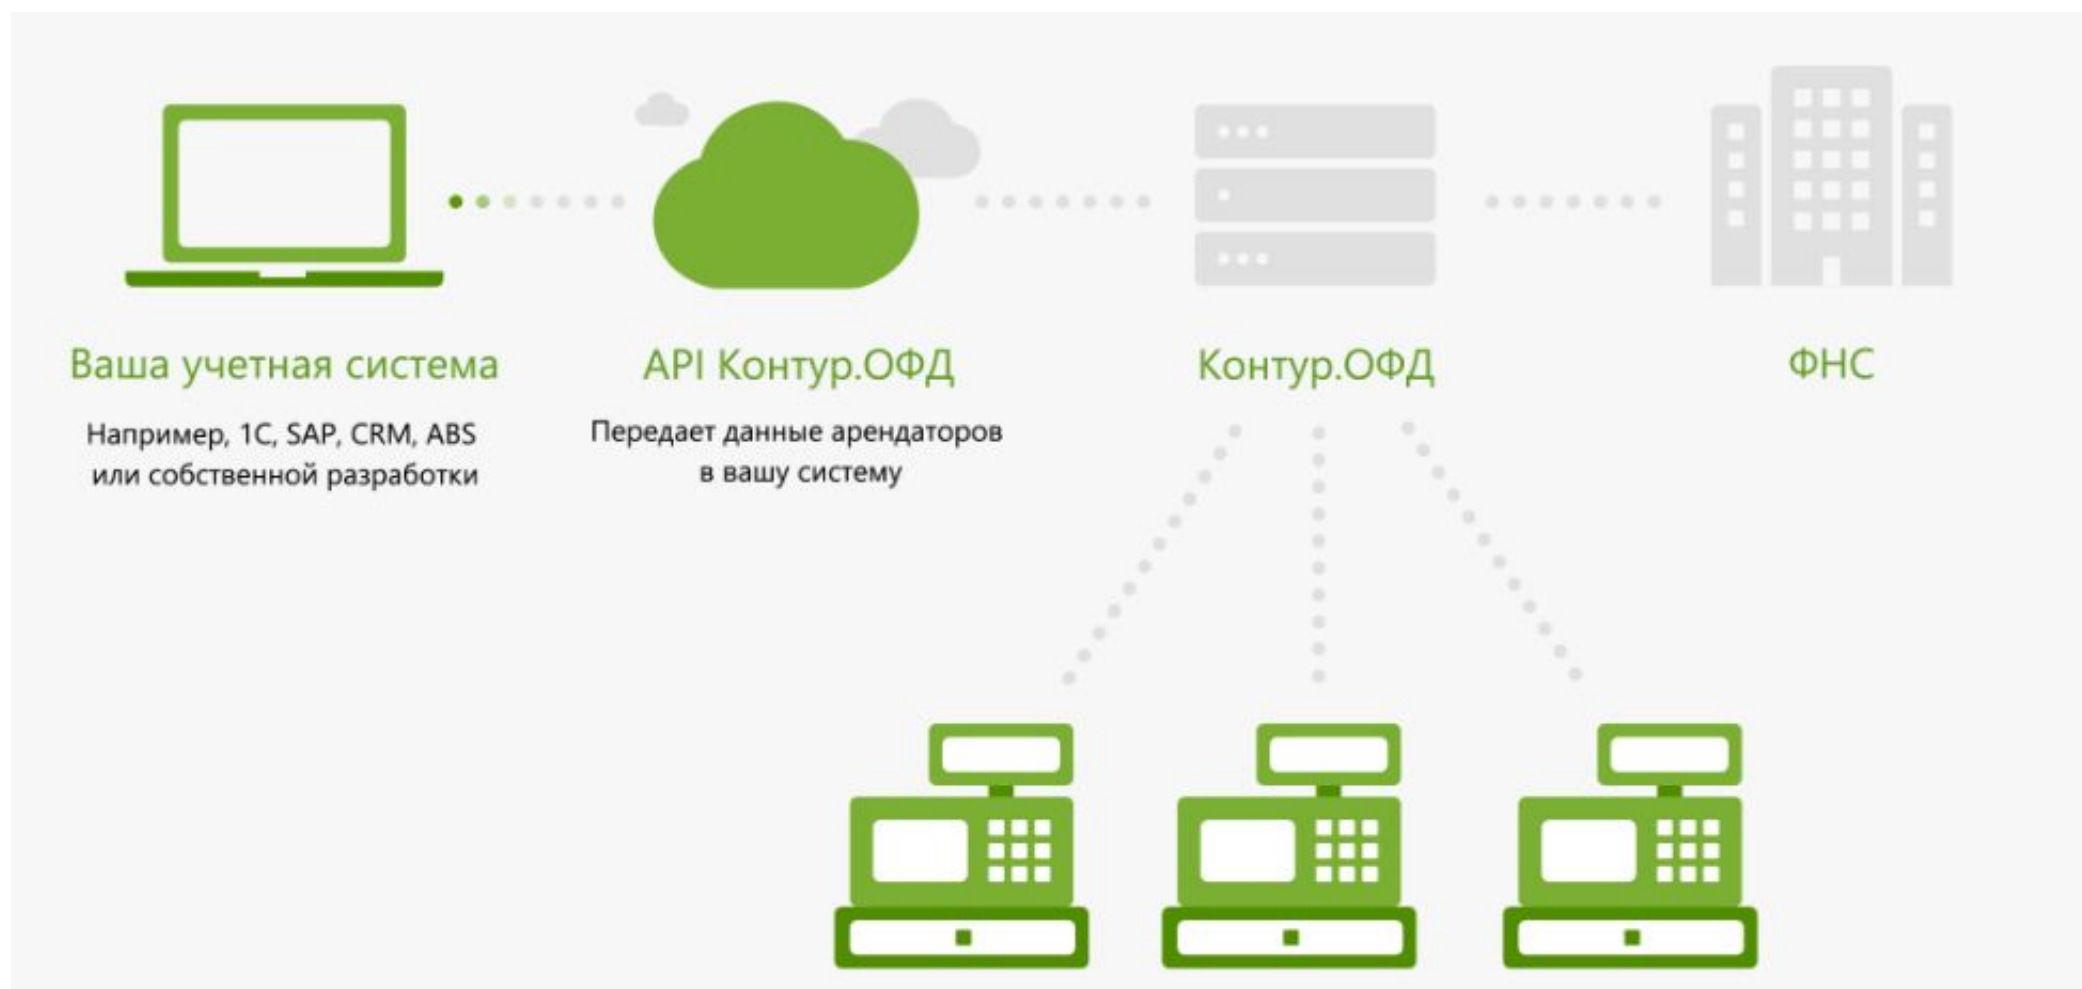 Ваша учетная система
Например, 1С, SAP, CRM, ABS
или собственной разработки
API Контур.ОФД
Передает данные арендаторов
в вашу систему
Контур.ОФД
ФНС